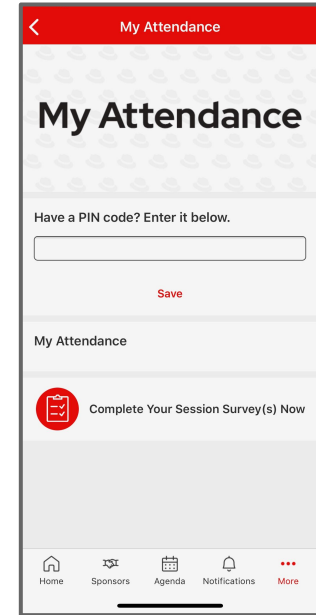 My Attendance
My Attendance
Have a PIN code? Enter it below.
Save
My Attendance
Complete Your Session Survey(s) Now
Home Sponsors Agenda Notifications More